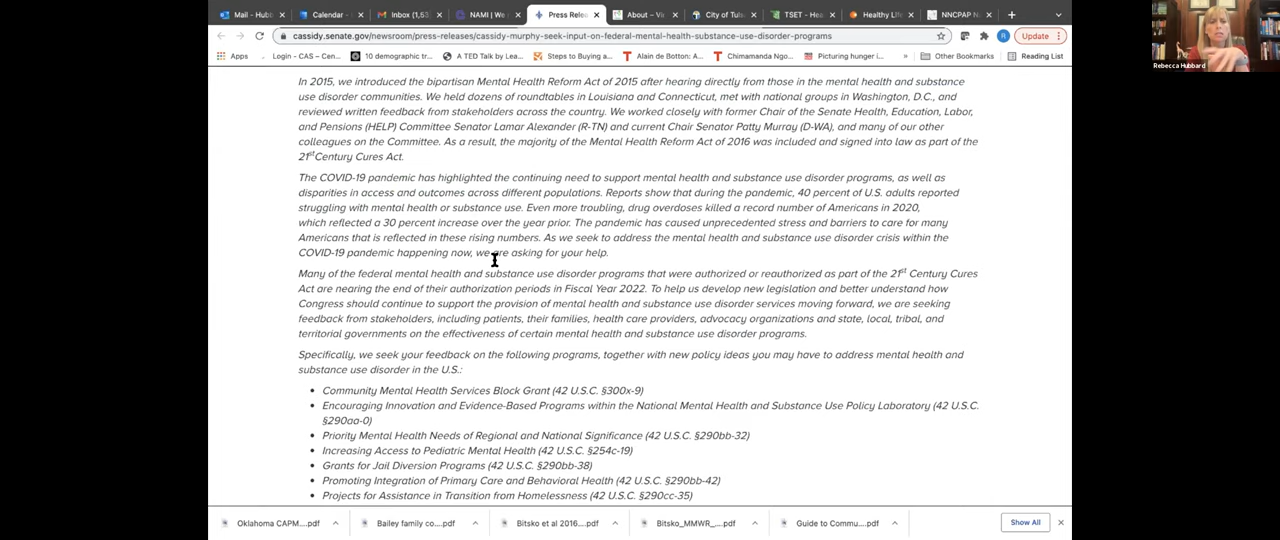 Mail - Hubb
Calendar -
Inbox (1,53
NAMI | We
Press Rele
About – Vi
City of Tuls
TSET - Hea
Healthy Life
NNCPAP N
cassidy.senate.gov/newsroom/press-releases/cassidy-murphy-seek-input-on-federal-mental-health-substance-use-disorder-programs
R
Update
Apps
Login - CAS – Cen...
10 demographic tr...
A TED Talk by Lea...
Steps to Buying a...
Alain de Botton: A...
Chimamanda Ngo...
Picturing hunger i...
»
Other Bookmarks
Reading List
In 2015, we introduced the bipartisan Mental Health Reform Act of 2015 after hearing directly from those in the mental health and substance
use disorder communities. We held dozens of roundtables in Louisiana and Connecticut, met with national groups in Washington, D.C., and
reviewed written feedback from stakeholders across the country. We worked closely with former Chair of the Senate Health, Education, Labor,
and Pensions (HELP) Committee Senator Lamar Alexander (R-TN) and current Chair Senator Patty Murray (D-WA), and many of our other
colleagues on the Committee. As a result, the majority of the Mental Health Reform Act of 2016 was included and signed into law as part of the
21st Century Cures Act.
The COVID-19 pandemic has highlighted the continuing need to support mental health and substance use disorder programs, as well as
disparities in access and outcomes across different populations. Reports show that during the pandemic, 40 percent of U.S. adults reported
struggling with mental health or substance use. Even more troubling, drug overdoses killed a record number of Americans in 2020,
which reflected a 30 percent increase over the year prior. The pandemic has caused unprecedented stress and barriers to care for many
Americans that is reflected in these rising numbers. As we seek to address the mental health and substance use disorder crisis within the
COVID-19 pandemic happening now, we are asking for your help.
Many of the federal mental health and substance use disorder programs that were authorized or reauthorized as part of the 21st Century Cures
Act are nearing the end of their authorization periods in Fiscal Year 2022. To help us develop new legislation and better understand how
Congress should continue to support the provision of mental health and substance use disorder services moving forward, we are seeking
feedback from stakeholders, including patients, their families, health care providers, advocacy organizations and state, local, tribal, and
territorial governments on the effectiveness of certain mental health and substance use disorder programs.
Specifically, we seek your feedback on the following programs, together with new policy ideas you may have to address mental health and
substance use disorder in the U.S.:
• Community Mental Health Services Block Grant (42 U.S.C. §300x-9)
• Encouraging Innovation and Evidence-Based Programs within the National Mental Health and Substance Use Policy Laboratory (42 U.S.C.
§290aa-0)
• Priority Mental Health Needs of Regional and National Significance (42 U.S.C. §290bb-32)
• Increasing Access to Pediatric Mental Health (42 U.S.C. §254c-19)
• Grants for Jail Diversion Programs (42 U.S.C. §290bb-38)
• Promoting Integration of Primary Care and Behavioral Health (42 U.S.C. §290bb-42)
• Projects for Assistance in Transition from Homelessness (42 U.S.C. §290cc-35)
Oklahoma CAPM....pdf
Bailey family co....pdf
Bitsko et al 2016....pdf
Bitsko_MMWR_....pdf
Guide to Commu....pdf
Show All
Rebecca Hubbard